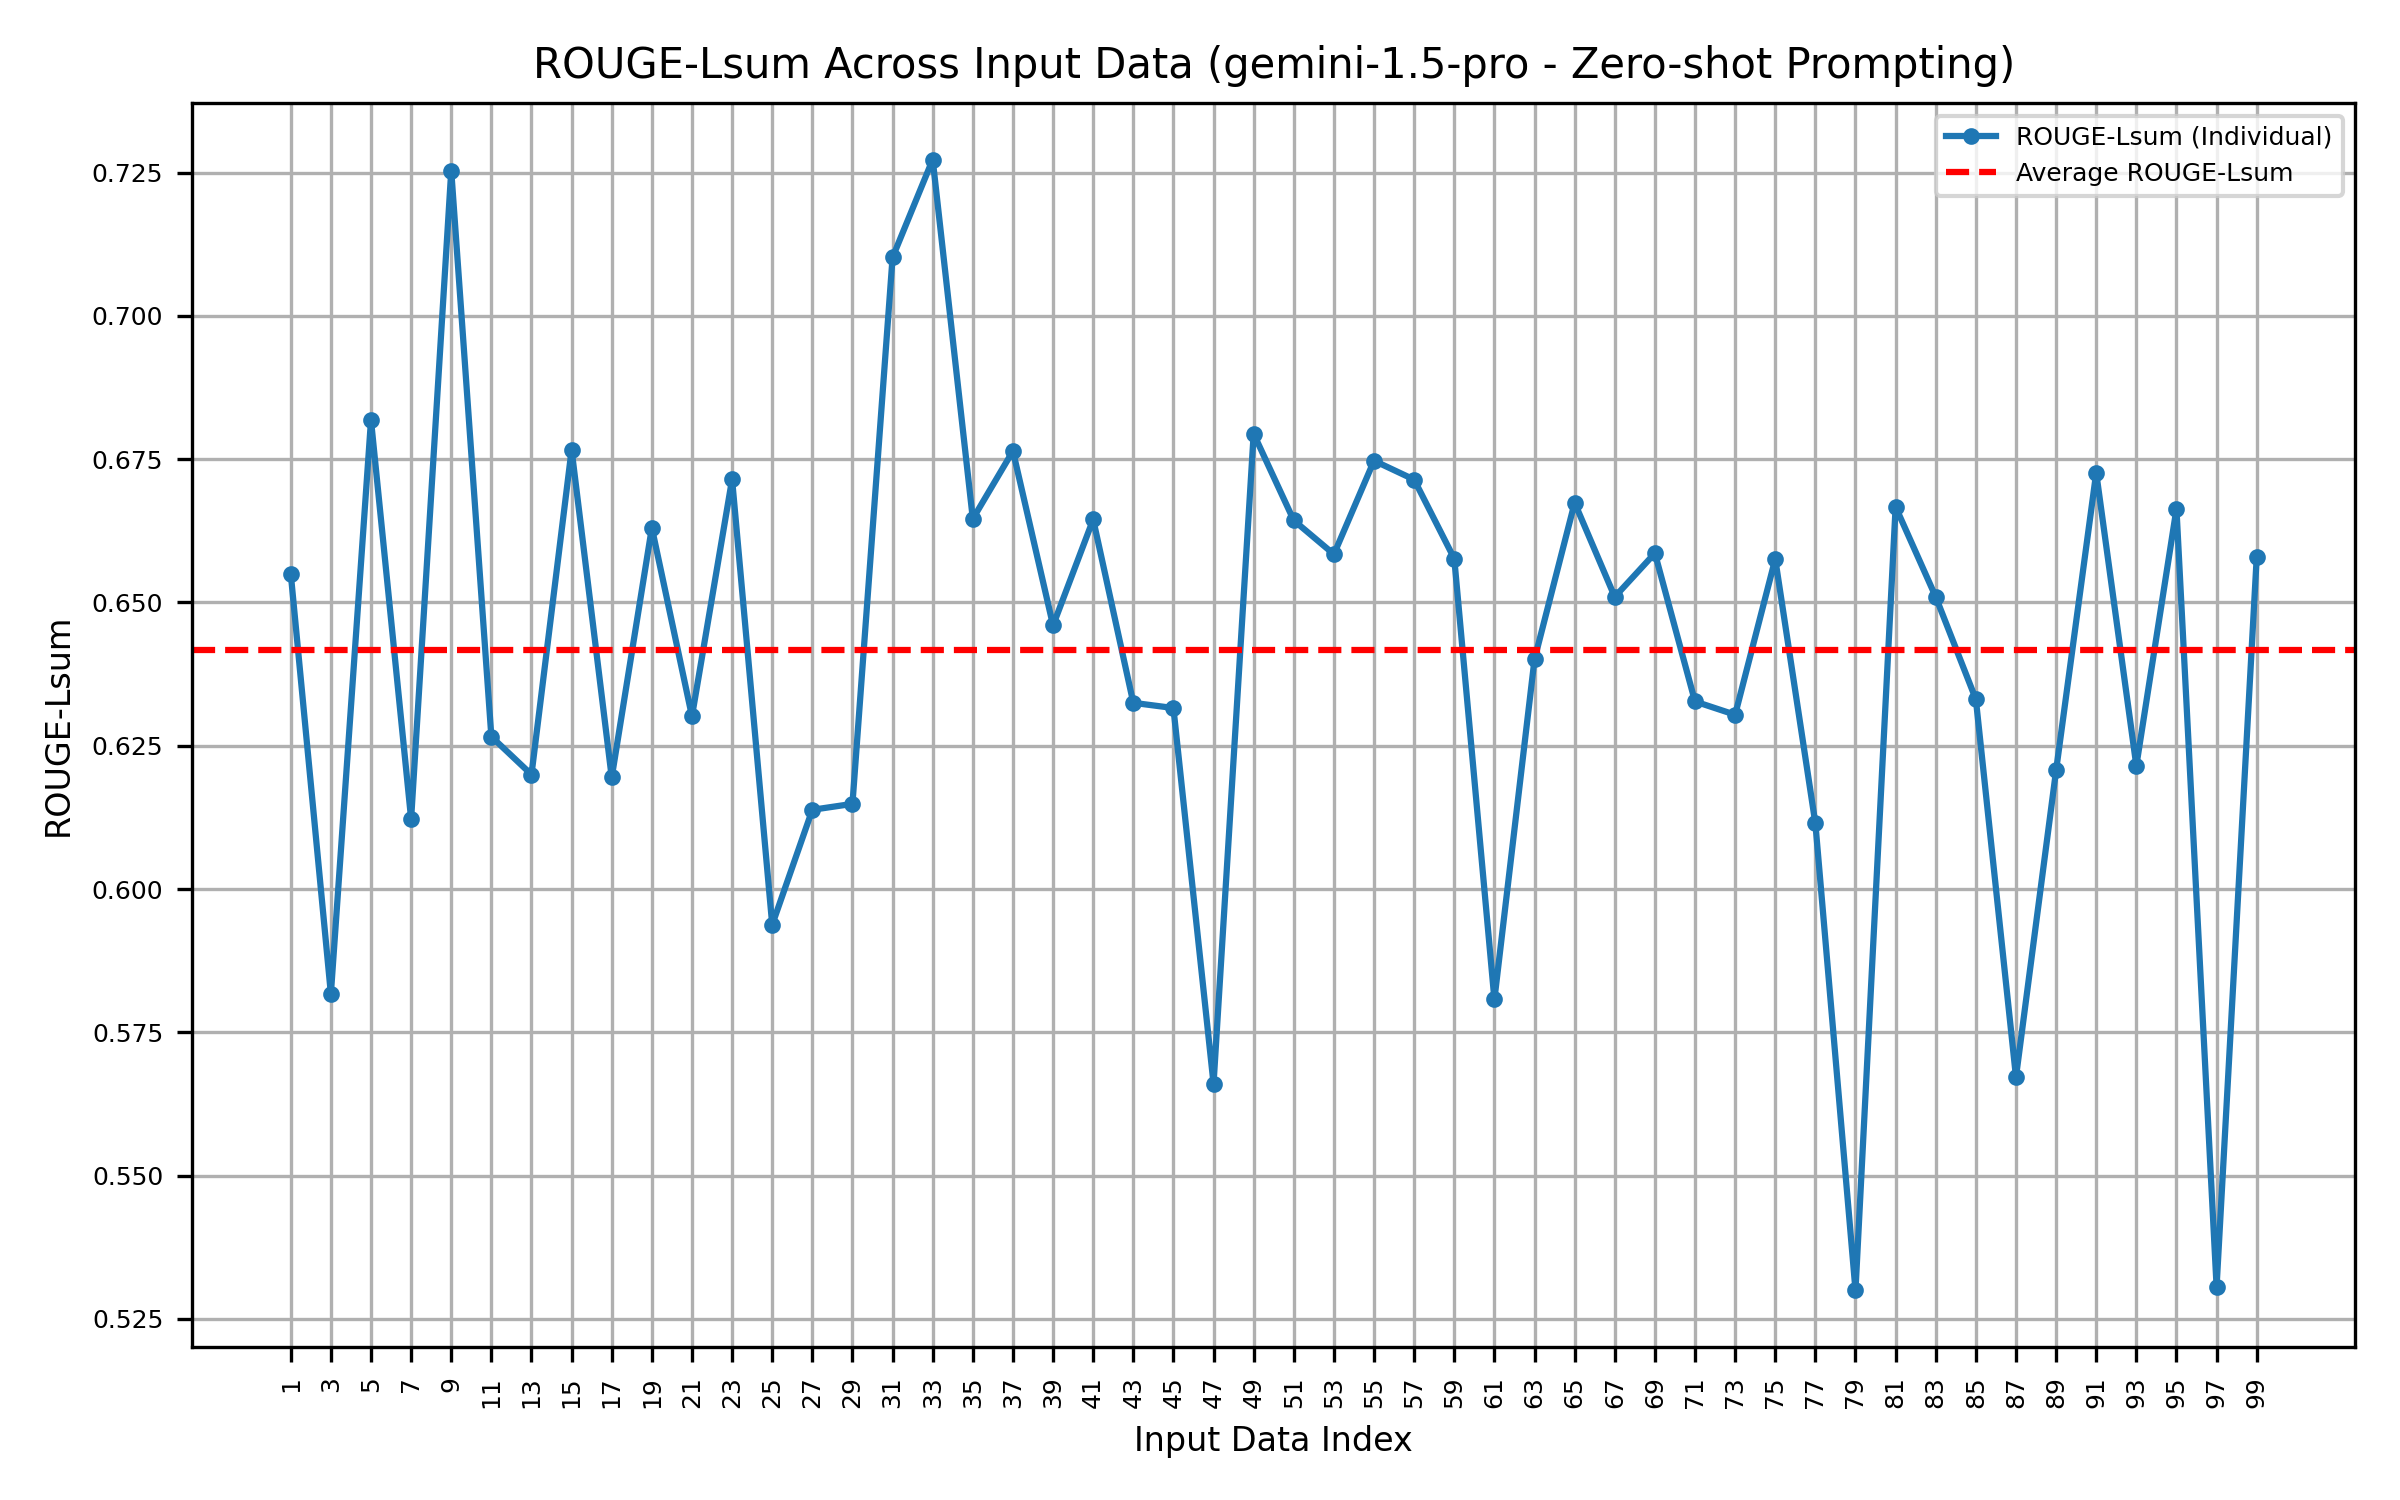 ROUGE-Lsum Across Input Data (gemini-1.5-pro - Zero-shot Prompting)
ROUGE-Lsum (Individual)
Average ROUGE-Lsum
ROUGE-Lsum
0.725
0.700
0.675
0.650
0.625
0.600
0.575
0.550
0.525
1 3 5 7 9 11 13 15 17 19 21 23 25 27 29 31 33 35 37 39 41 43 45 47 49 51 53 55 57 59 61 63 65 67 69 71 73 75 77 79 81 83 85 87 89 91 93 95 97 99
Input Data Index